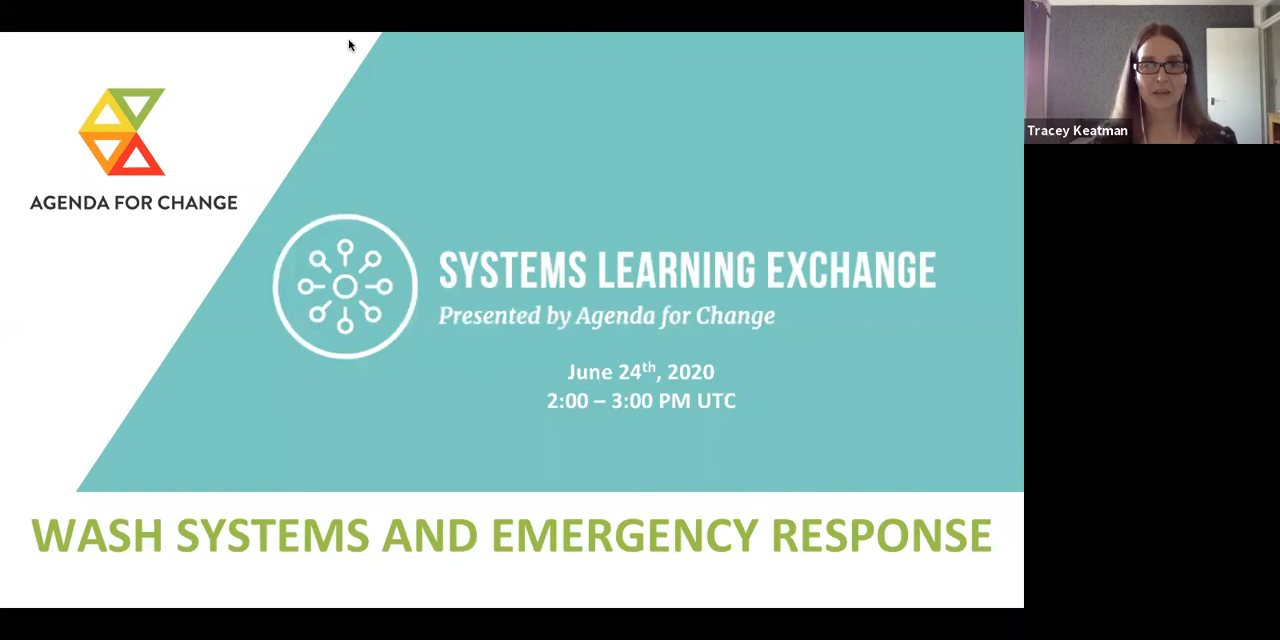 AGENDA FOR CHANGE
SYSTEMS LEARNING EXCHANGE
Presented by Agenda for Change
June 24th, 2020
2:00 – 3:00 PM UTC
WASH SYSTEMS AND EMERGENCY RESPONSE
Tracey Keatman